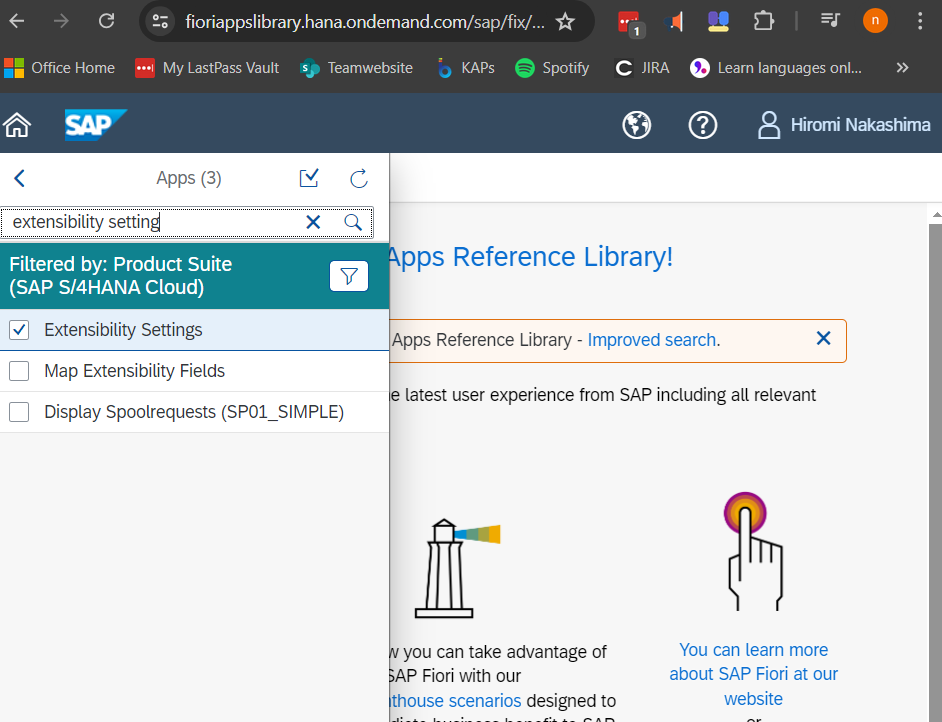 fioriappslibrary.hana.ondemand.com/sap/fix/...
1
n
Office Home
My LastPass Vault
Teamwebsite
KAPs
Spotify
JIRA
Learn languages onl...
SAP
Hiromi Nakashima
Apps (3)
extensibility setting
Filtered by: Product Suite
(SAP S/4HANA Cloud)
Extensibility Settings
Map Extensibility Fields
Display Spoolrequests (SP01_SIMPLE)
Apps Reference Library!
Apps Reference Library - Improved search.
latest user experience from SAP including all relevant
you can take advantage of
SAP Fiori with our
scenarios designed to
business benefit to SAP
You can learn more
about SAP Fiori at our
website
or